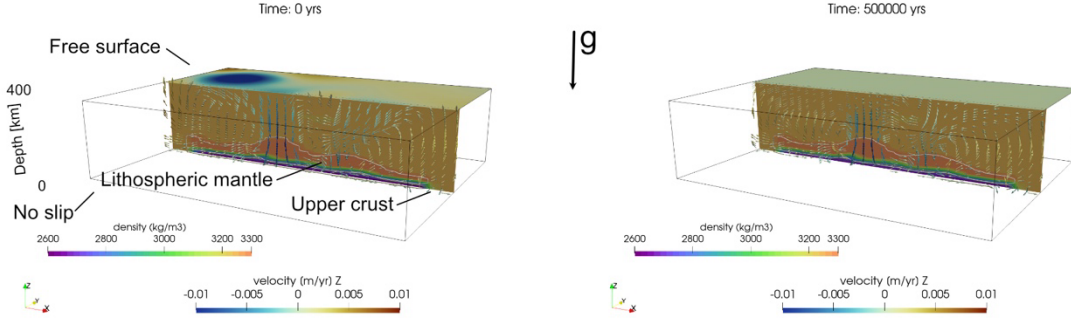 Time: 0 yrs
Time: 500000 yrs
Free surface
g
400
Depth [km]
0
Lithospheric mantle
Upper crust
No slip
density (kg/m3)
2600 2800 3000 3200 3300
density (kg/m3)
2600 2800 3000 3200 3300
velocity [m/yr] Z
-0.01 -0.005 0 0.005 0.01
velocity [m/yr] Z
-0.01 -0.005 0 0.005 0.01
Z
Y
X
Z
Y
X